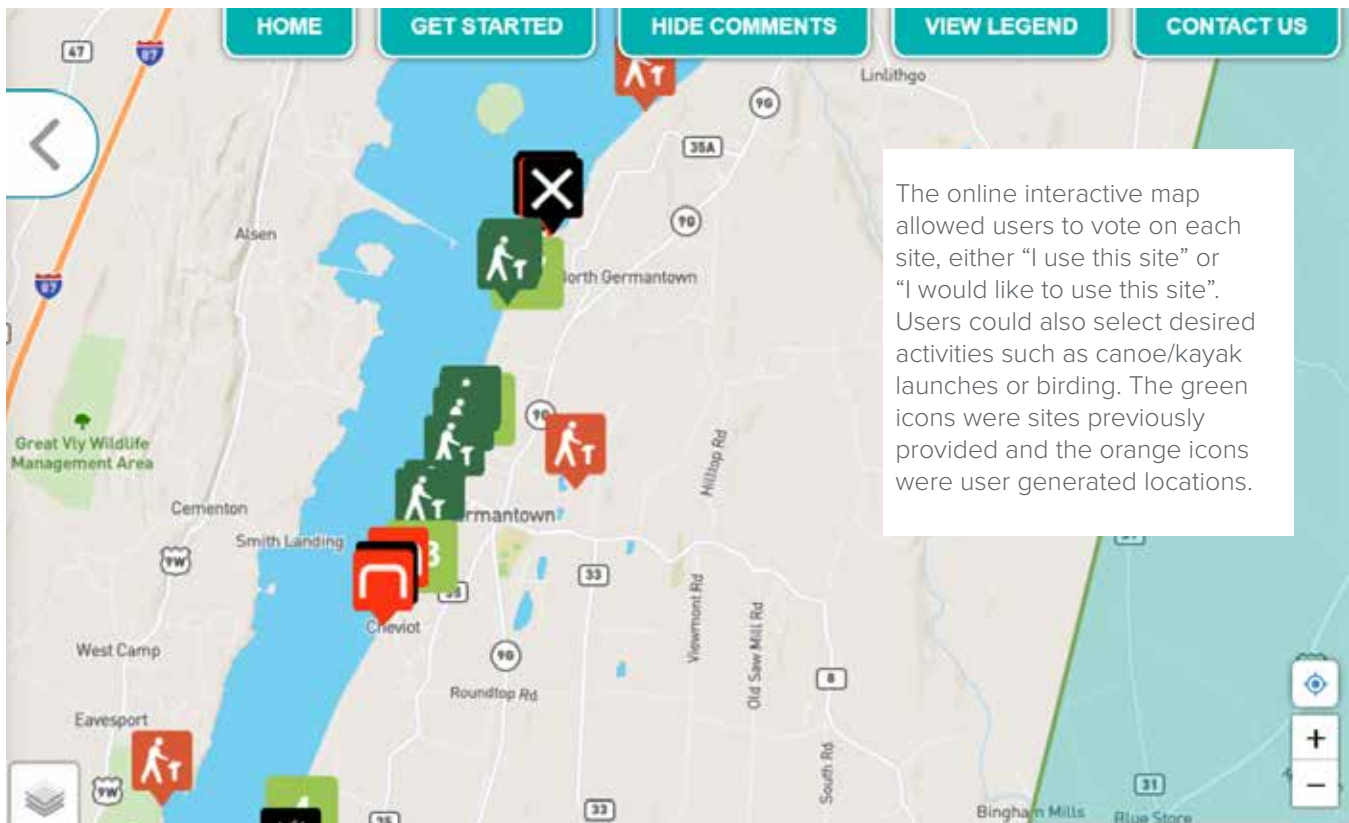 HOME
GET STARTED
HIDE COMMENTS
VIEW LEGEND
CONTACT US
47
87
Linlithgo
9G
35A
The online interactive map
allowed users to vote on each
site, either “I use this site” or
“I would like to use this site”.
Users could also select desired
activities such as canoe/kayak
launches or birding. The green
icons were sites previously
provided and the orange icons
were user generated locations.
Alsen
9G
North Germantown
87
9G
Great Vly Wildlife
Management Area
Hilltop Rd
Cementon
ermantown
Smith Landing
3
9W
33
35
Cheviot
Viewmont Rd
Old Saw Mill Rd
West Camp
9G
8
Roundtop Rd
Eavesport
+
South Rd
9W
4
31
−
35
33
Bingham Mills
Blue Store